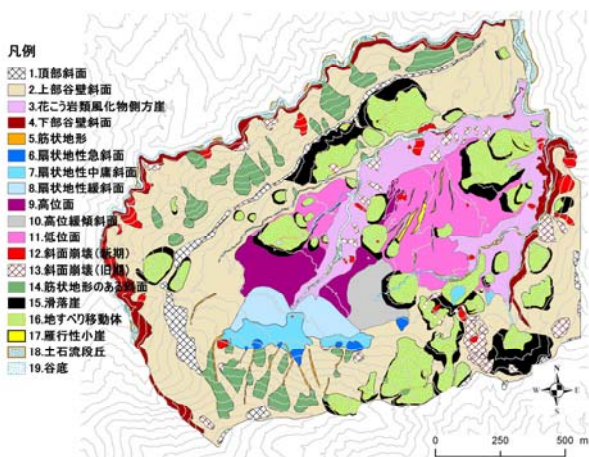 凡例
1.頂部斜面
2.上部谷壁斜面
3.花こう岩類風化物側方崖
4.下部谷壁斜面
5.筋状地形
6.扇状地性急斜面
7.扇状地性中庸斜面
8.扇状地性緩斜面
9.高位面
10.高位緩傾斜面
11.低位面
12.斜面崩壊(新期)
13.斜面崩壊(旧期)
14.筋状地形のある斜面
15.滑落崖
16.地すべり移動体
17.雁行性小崖
18.土石流段丘
19.谷底
N
W E
S
0 250 500 m